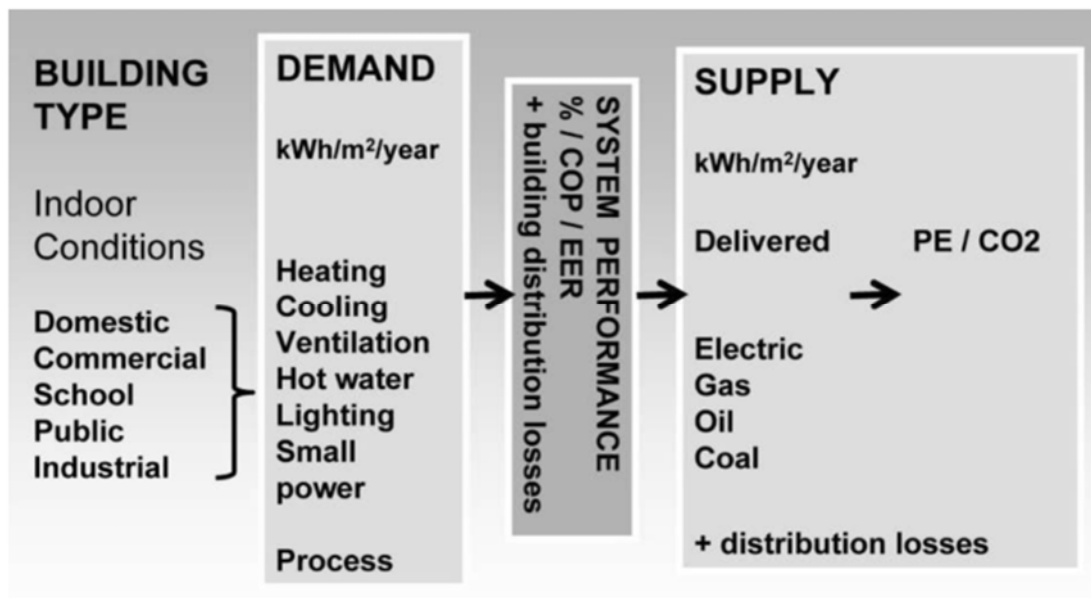 BUILDING
TYPE
Indoor
Conditions
Domestic
Commercial
School
Public
Industrial
DEMAND
kWh/m²/year
Heating
Cooling
Ventilation
Hot water
Lighting
Small
power
Process
SYSTEM PERFORMANCE
% / COP / EER
+ building distribution losses
SUPPLY
kWh/m²/year
Delivered
PE / CO2
Electric
Gas
Oil
Coal
+ distribution losses